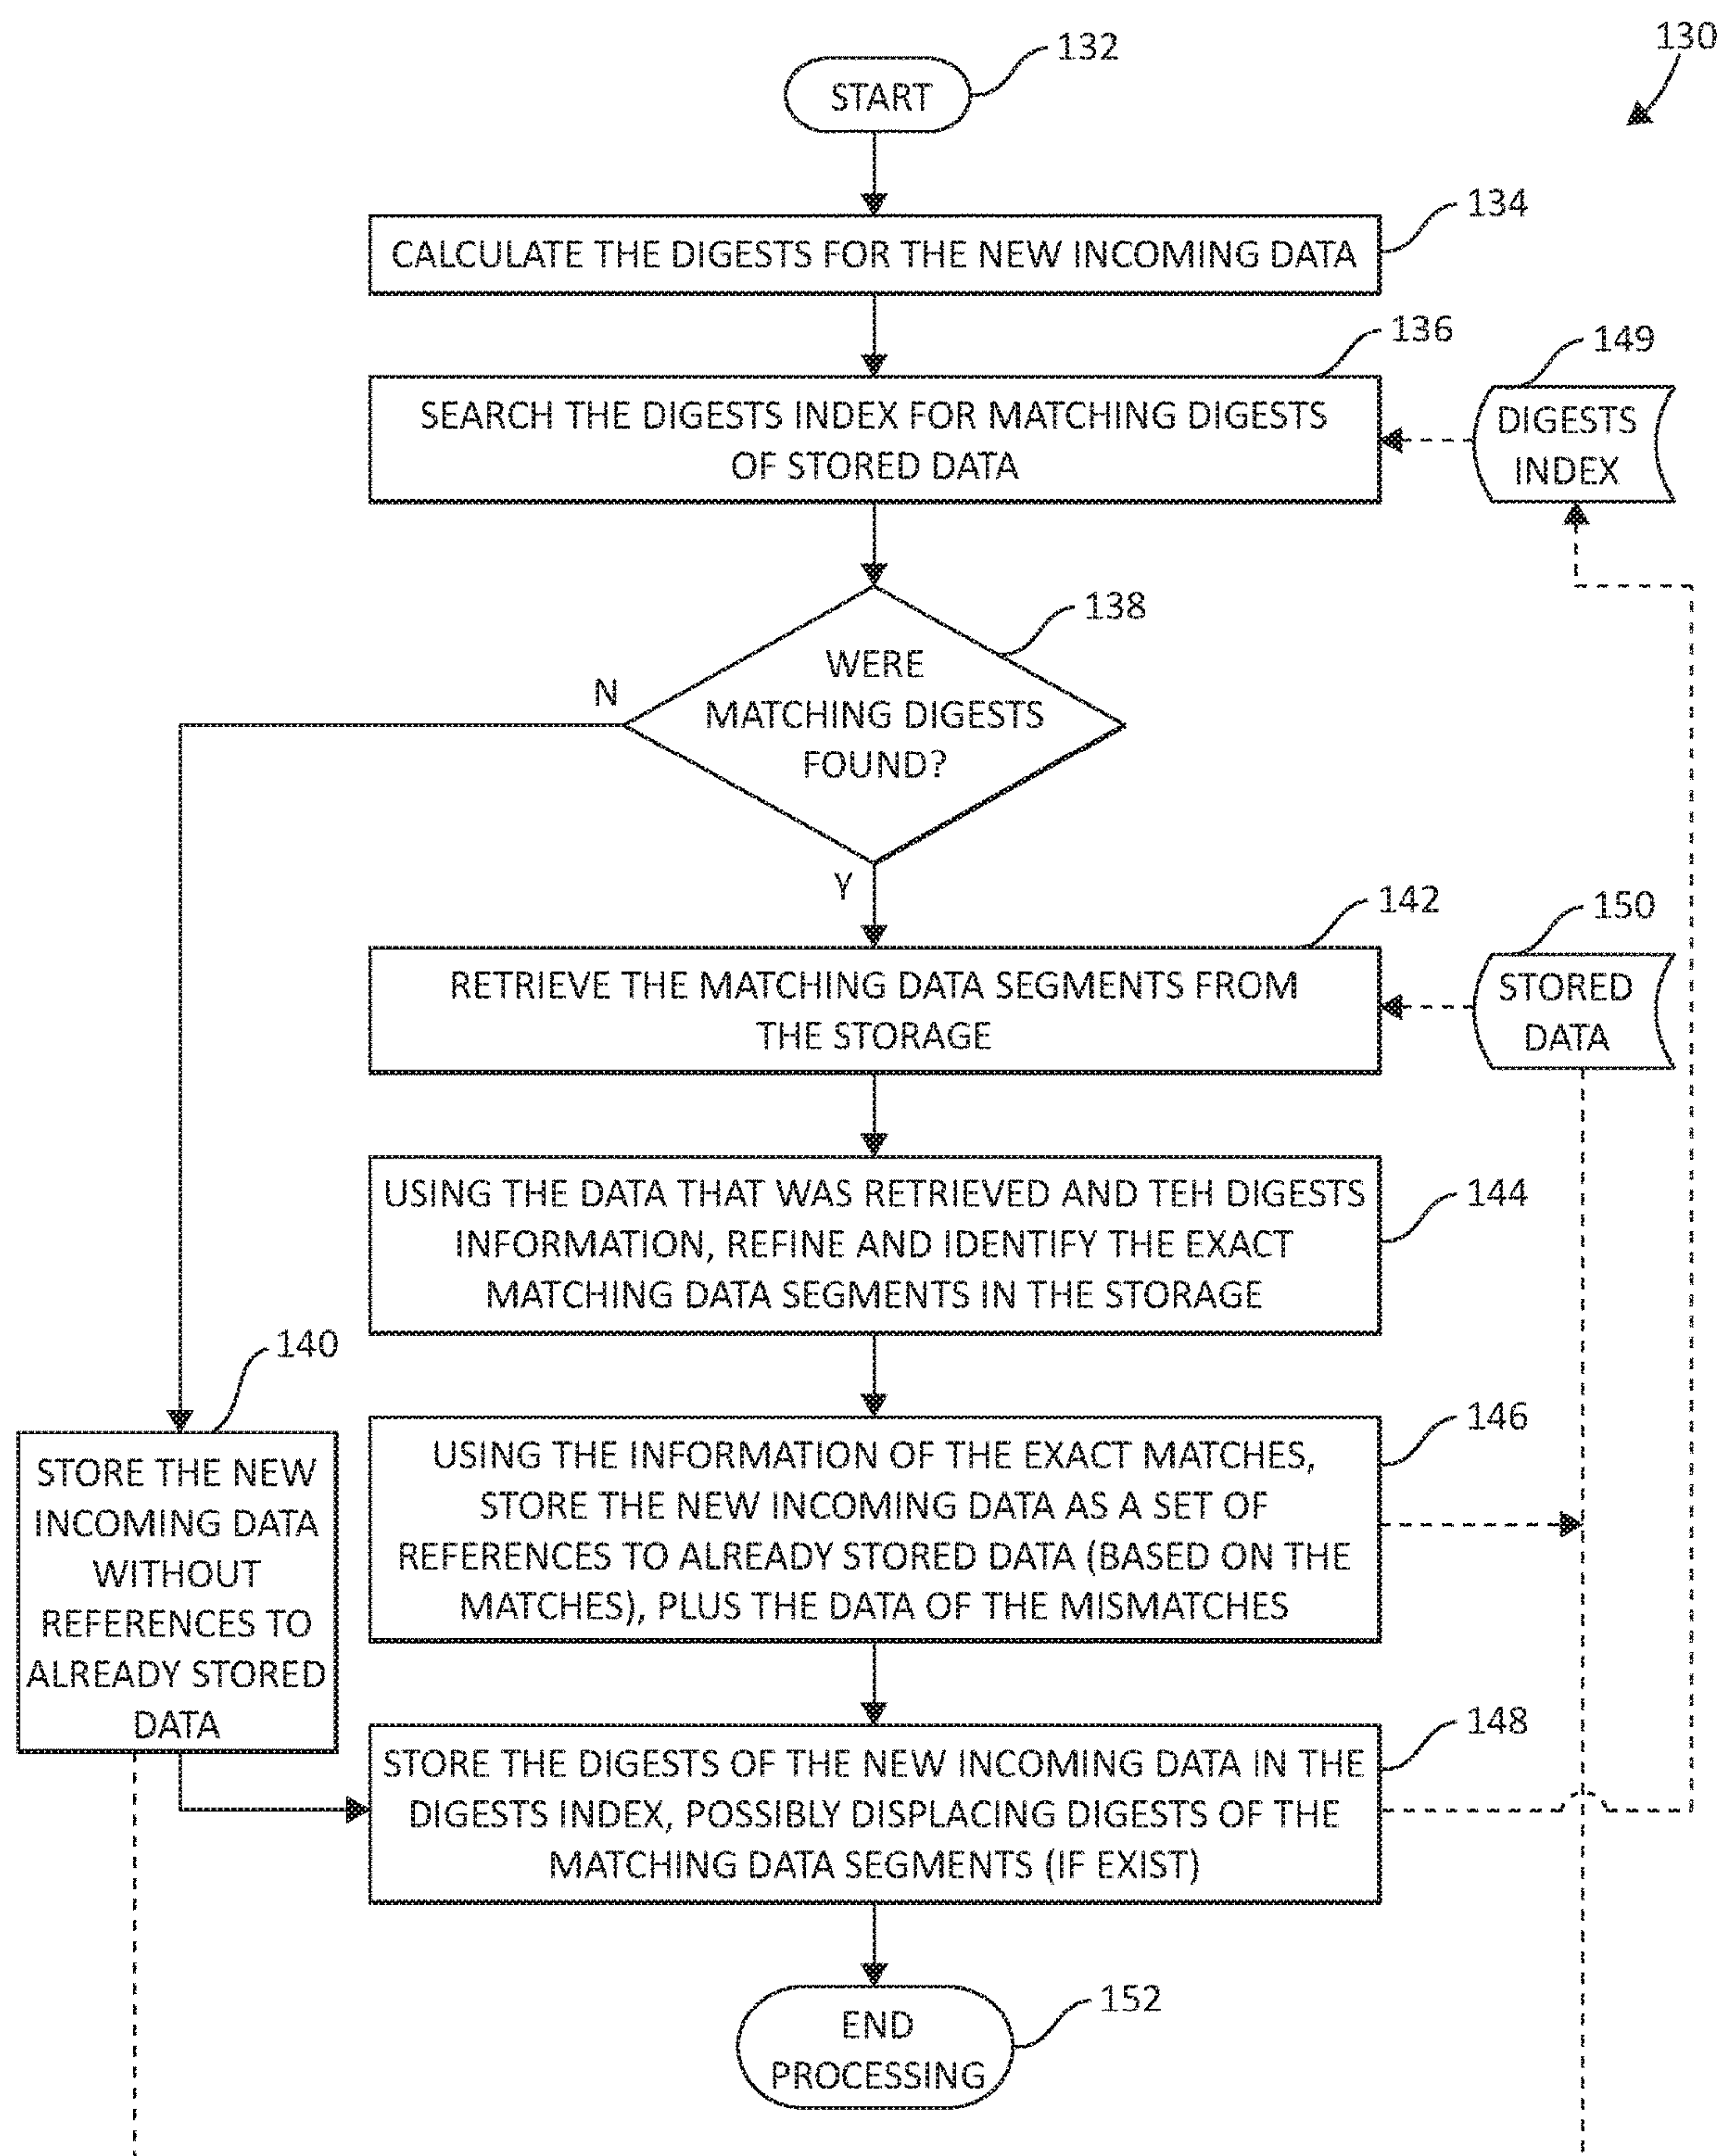 130
132
START
134
CALCULATE THE DIGESTS FOR THE NEW INCOMING DATA
136
SEARCH THE DIGESTS INDEX FOR MATCHING DIGESTS
OF STORED DATA
149
DIGESTS
INDEX
138
WERE
MATCHING DIGESTS
FOUND?
N
Y
142
RETRIEVE THE MATCHING DATA SEGMENTS FROM
THE STORAGE
150
STORED
DATA
144
USING THE DATA THAT WAS RETRIEVED AND TEH DIGESTS
INFORMATION, REFINE AND IDENTIFY THE EXACT
MATCHING DATA SEGMENTS IN THE STORAGE
140
STORE THE NEW
INCOMING DATA
WITHOUT
REFERENCES TO
ALREADY STORED
DATA
146
USING THE INFORMATION OF THE EXACT MATCHES,
STORE THE NEW INCOMING DATA AS A SET OF
REFERENCES TO ALREADY STORED DATA (BASED ON THE
MATCHES), PLUS THE DATA OF THE MISMATCHES
148
STORE THE DIGESTS OF THE NEW INCOMING DATA IN THE
DIGESTS INDEX, POSSIBLY DISPLACING DIGESTS OF THE
MATCHING DATA SEGMENTS (IF EXIST)
152
END
PROCESSING